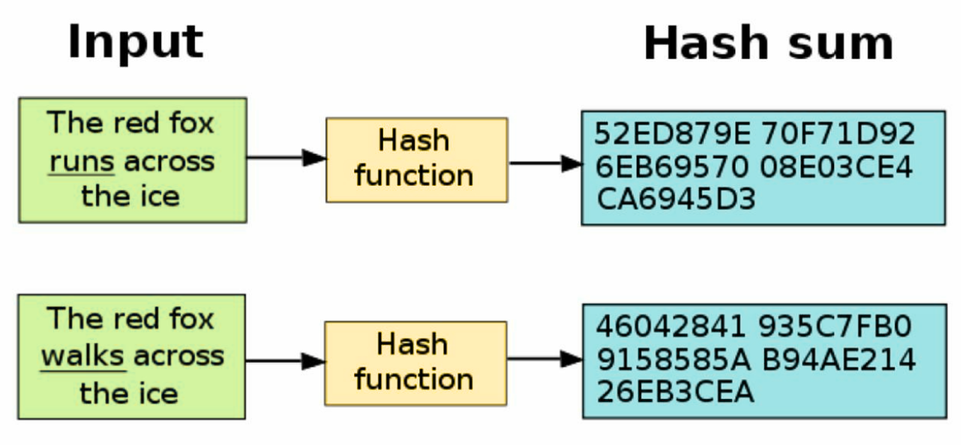 Input
Hash sum
The red fox
runs across
the ice
Hash
function
52ED879E 70F71D92
6EB69570 08E03CE4
CA6945D3
The red fox
walks across
the ice
Hash
function
46042841 935C7FB0
9158585A B94AE214
26EB3CEA